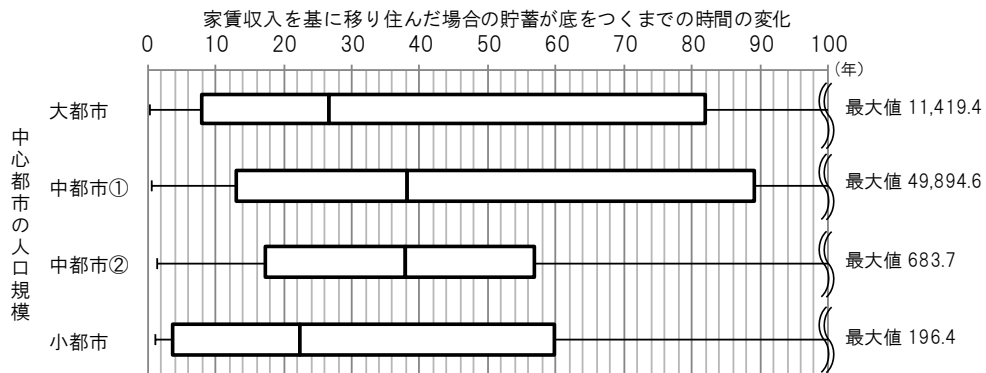 家賃収入を基に移り住んだ場合の貯蓄が底をつくまでの時間の変化
0 10 20 30 40 50 60 70 80 90 100
(年)
中心都市の人口規模
大都市 最大値 11,419.4
中都市① 最大値 49,894.6
中都市② 最大値 683.7
小都市 最大値 196.4